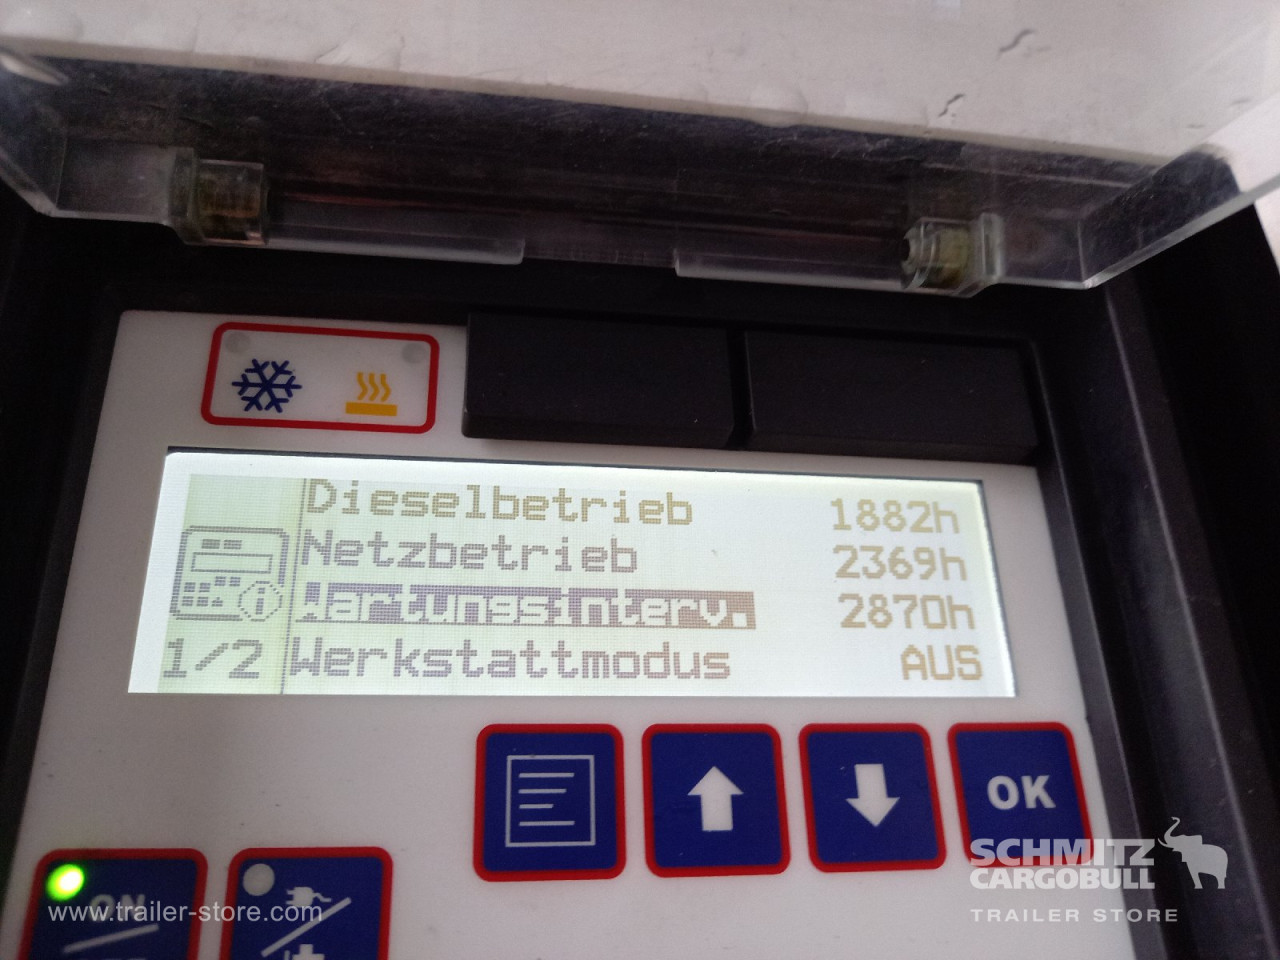 Dieselbetrieb 1882h
Netzbetrieb 2369h
Wartungsinterv. 2870h
1/2 Werkstattmodus AUS
OK
ON
SCHMITZ
CARGOBULL
TRAILER STORE
www.trailer-store.com